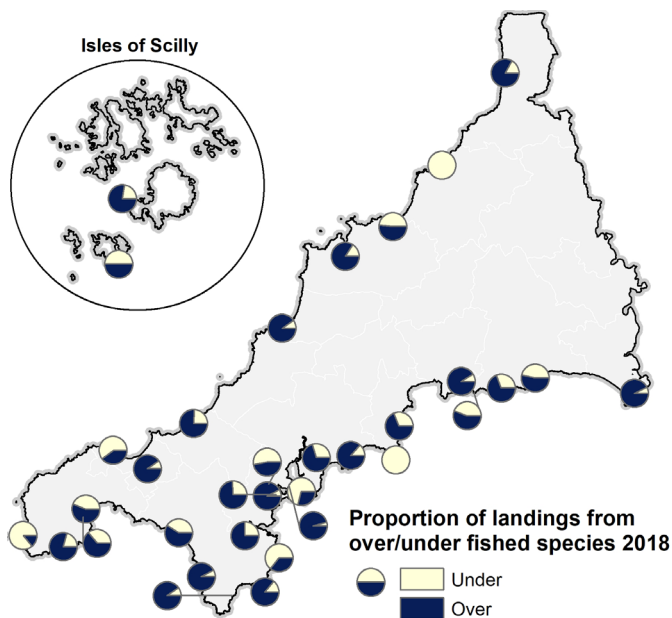 Isles of Scilly
Proportion of landings from
over/under fished species 2018
Under
Over